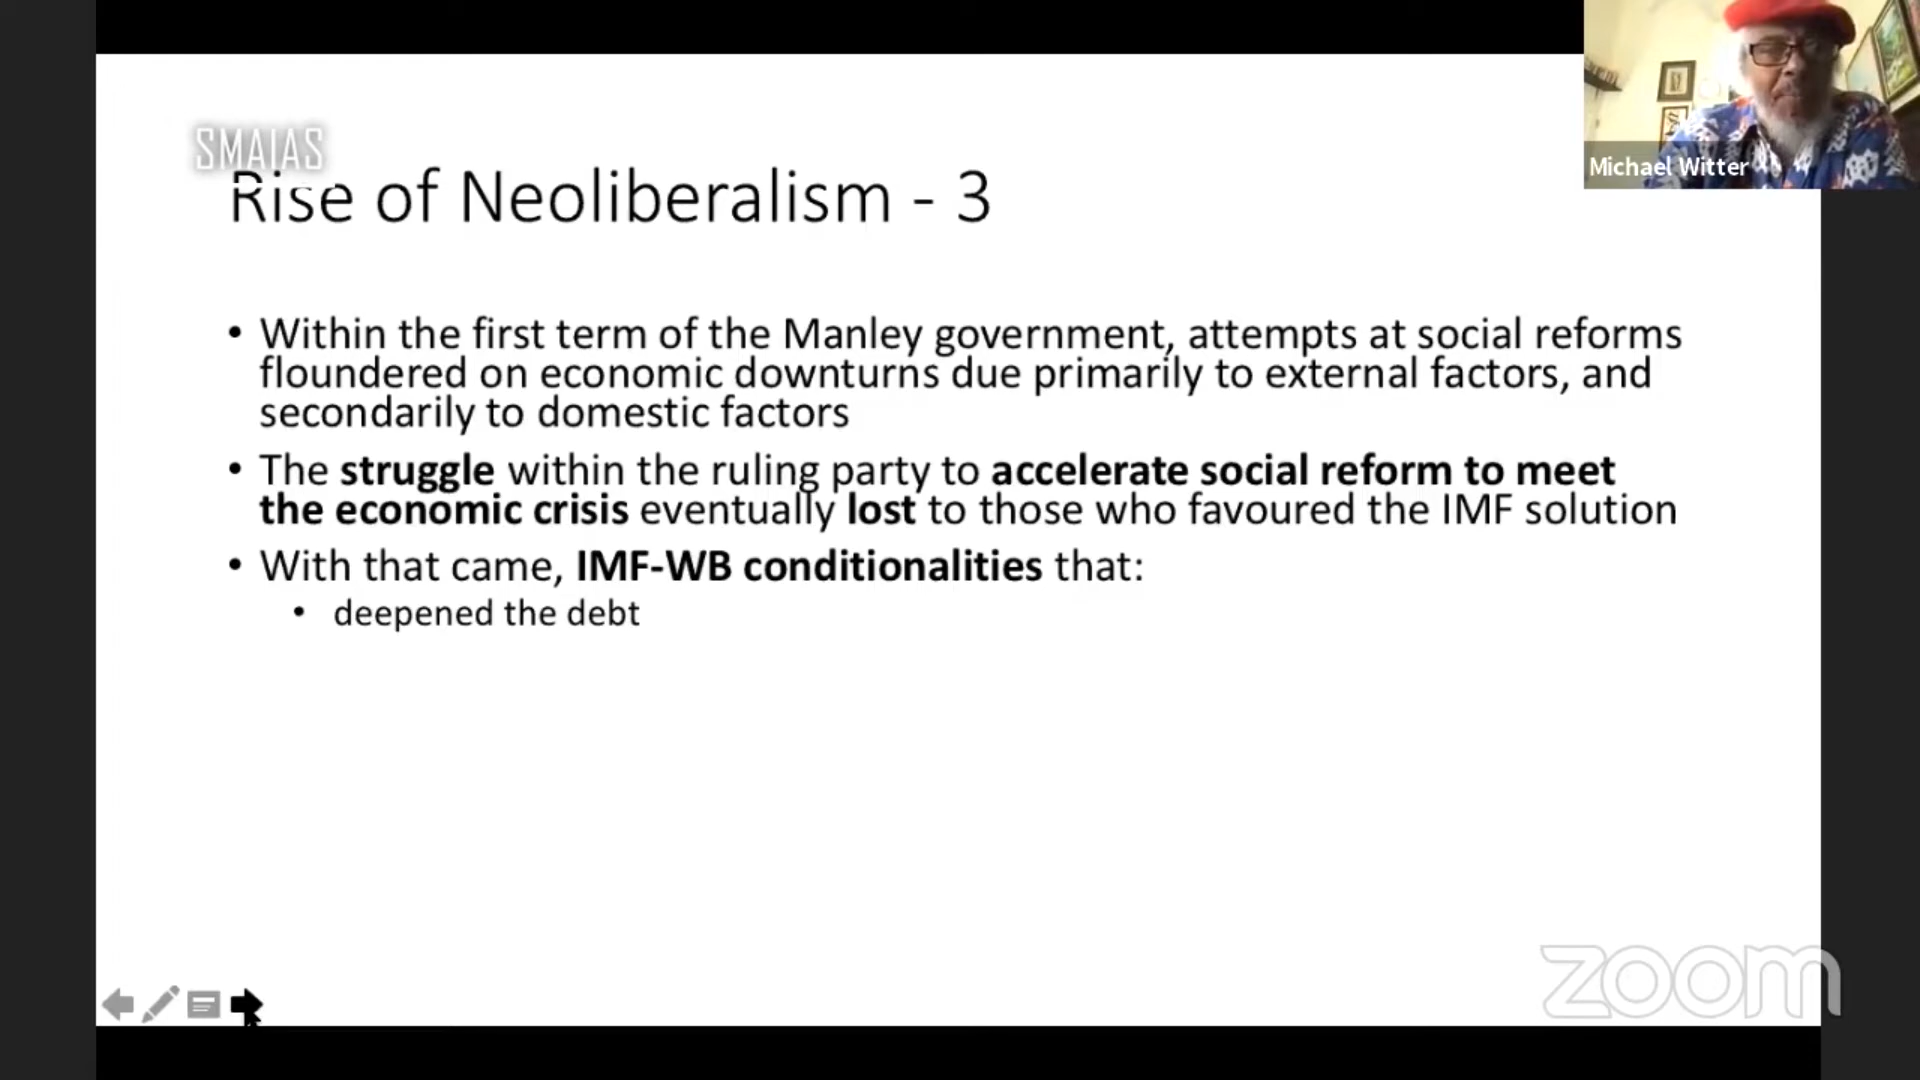 SMAIAS
Rise of Neoliberalism - 3
Michael Witter
• Within the first term of the Manley government, attempts at social reforms
floundered on economic downturns due primarily to external factors, and
secondarily to domestic factors
• The struggle within the ruling party to accelerate social reform to meet
the economic crisis eventually lost to those who favoured the IMF solution
• With that came, IMF-WB conditionalities that:
• deepened the debt
zoom